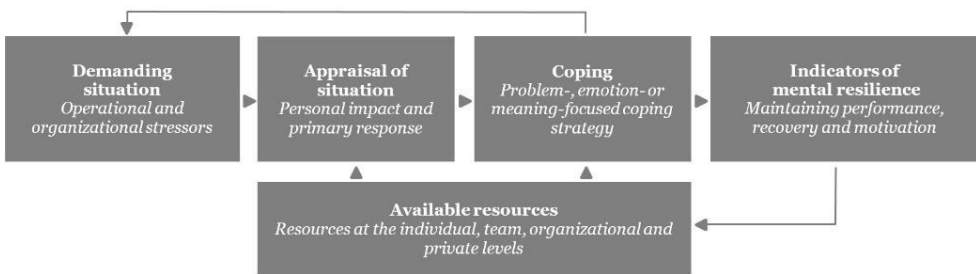 Demanding
situation
Operational and
organizational stressors
Appraisal of
situation
Personal impact and
primary response
Coping
Problem-, emotion- or
meaning-focused coping
strategy
Indicators of
mental resilience
Maintaining performance,
recovery and motivation
Available resources
Resources at the individual, team, organizational and
private levels